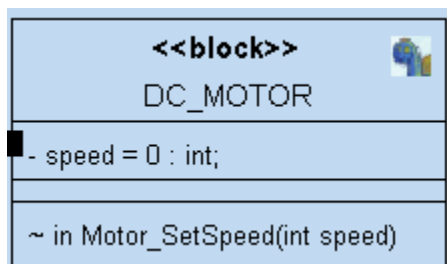 <<block>>
DC_MOTOR
- speed = 0 : int;
~ in Motor_SetSpeed(int speed)